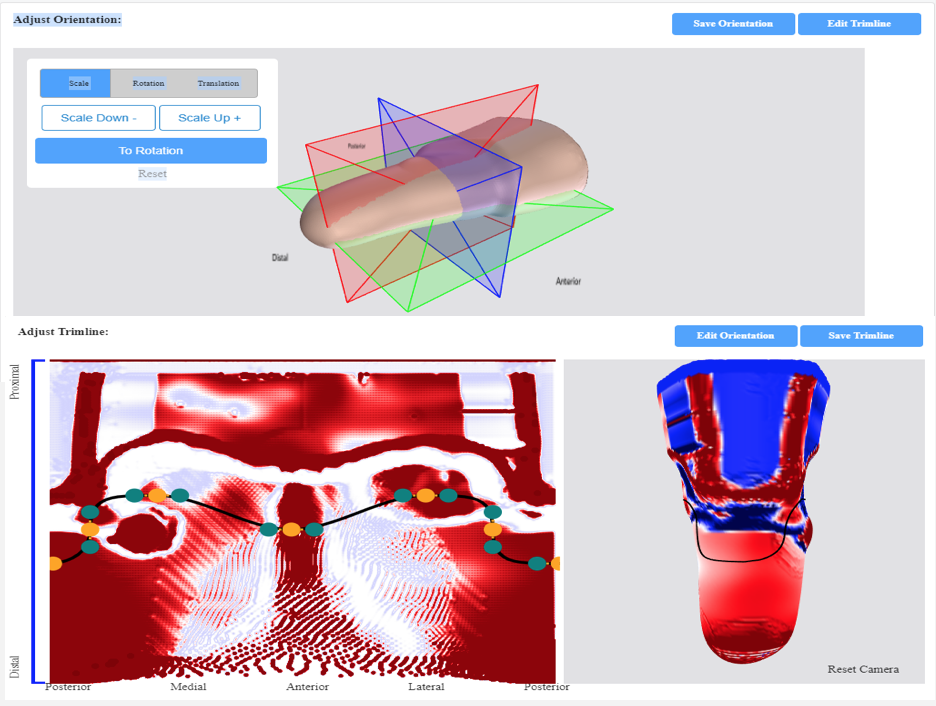 Adjust Orientation:
Save Orientation
Edit Trimline
Scale
Rotation
Translation
Scale Down -
Scale Up +
To Rotation
Reset
Posterior
Distal
Anterior
Adjust Trimline:
Edit Orientation
Save Trimline
Proximal
Distal
Reset Camera
Posterior
Medial
Anterior
Lateral
Posterior